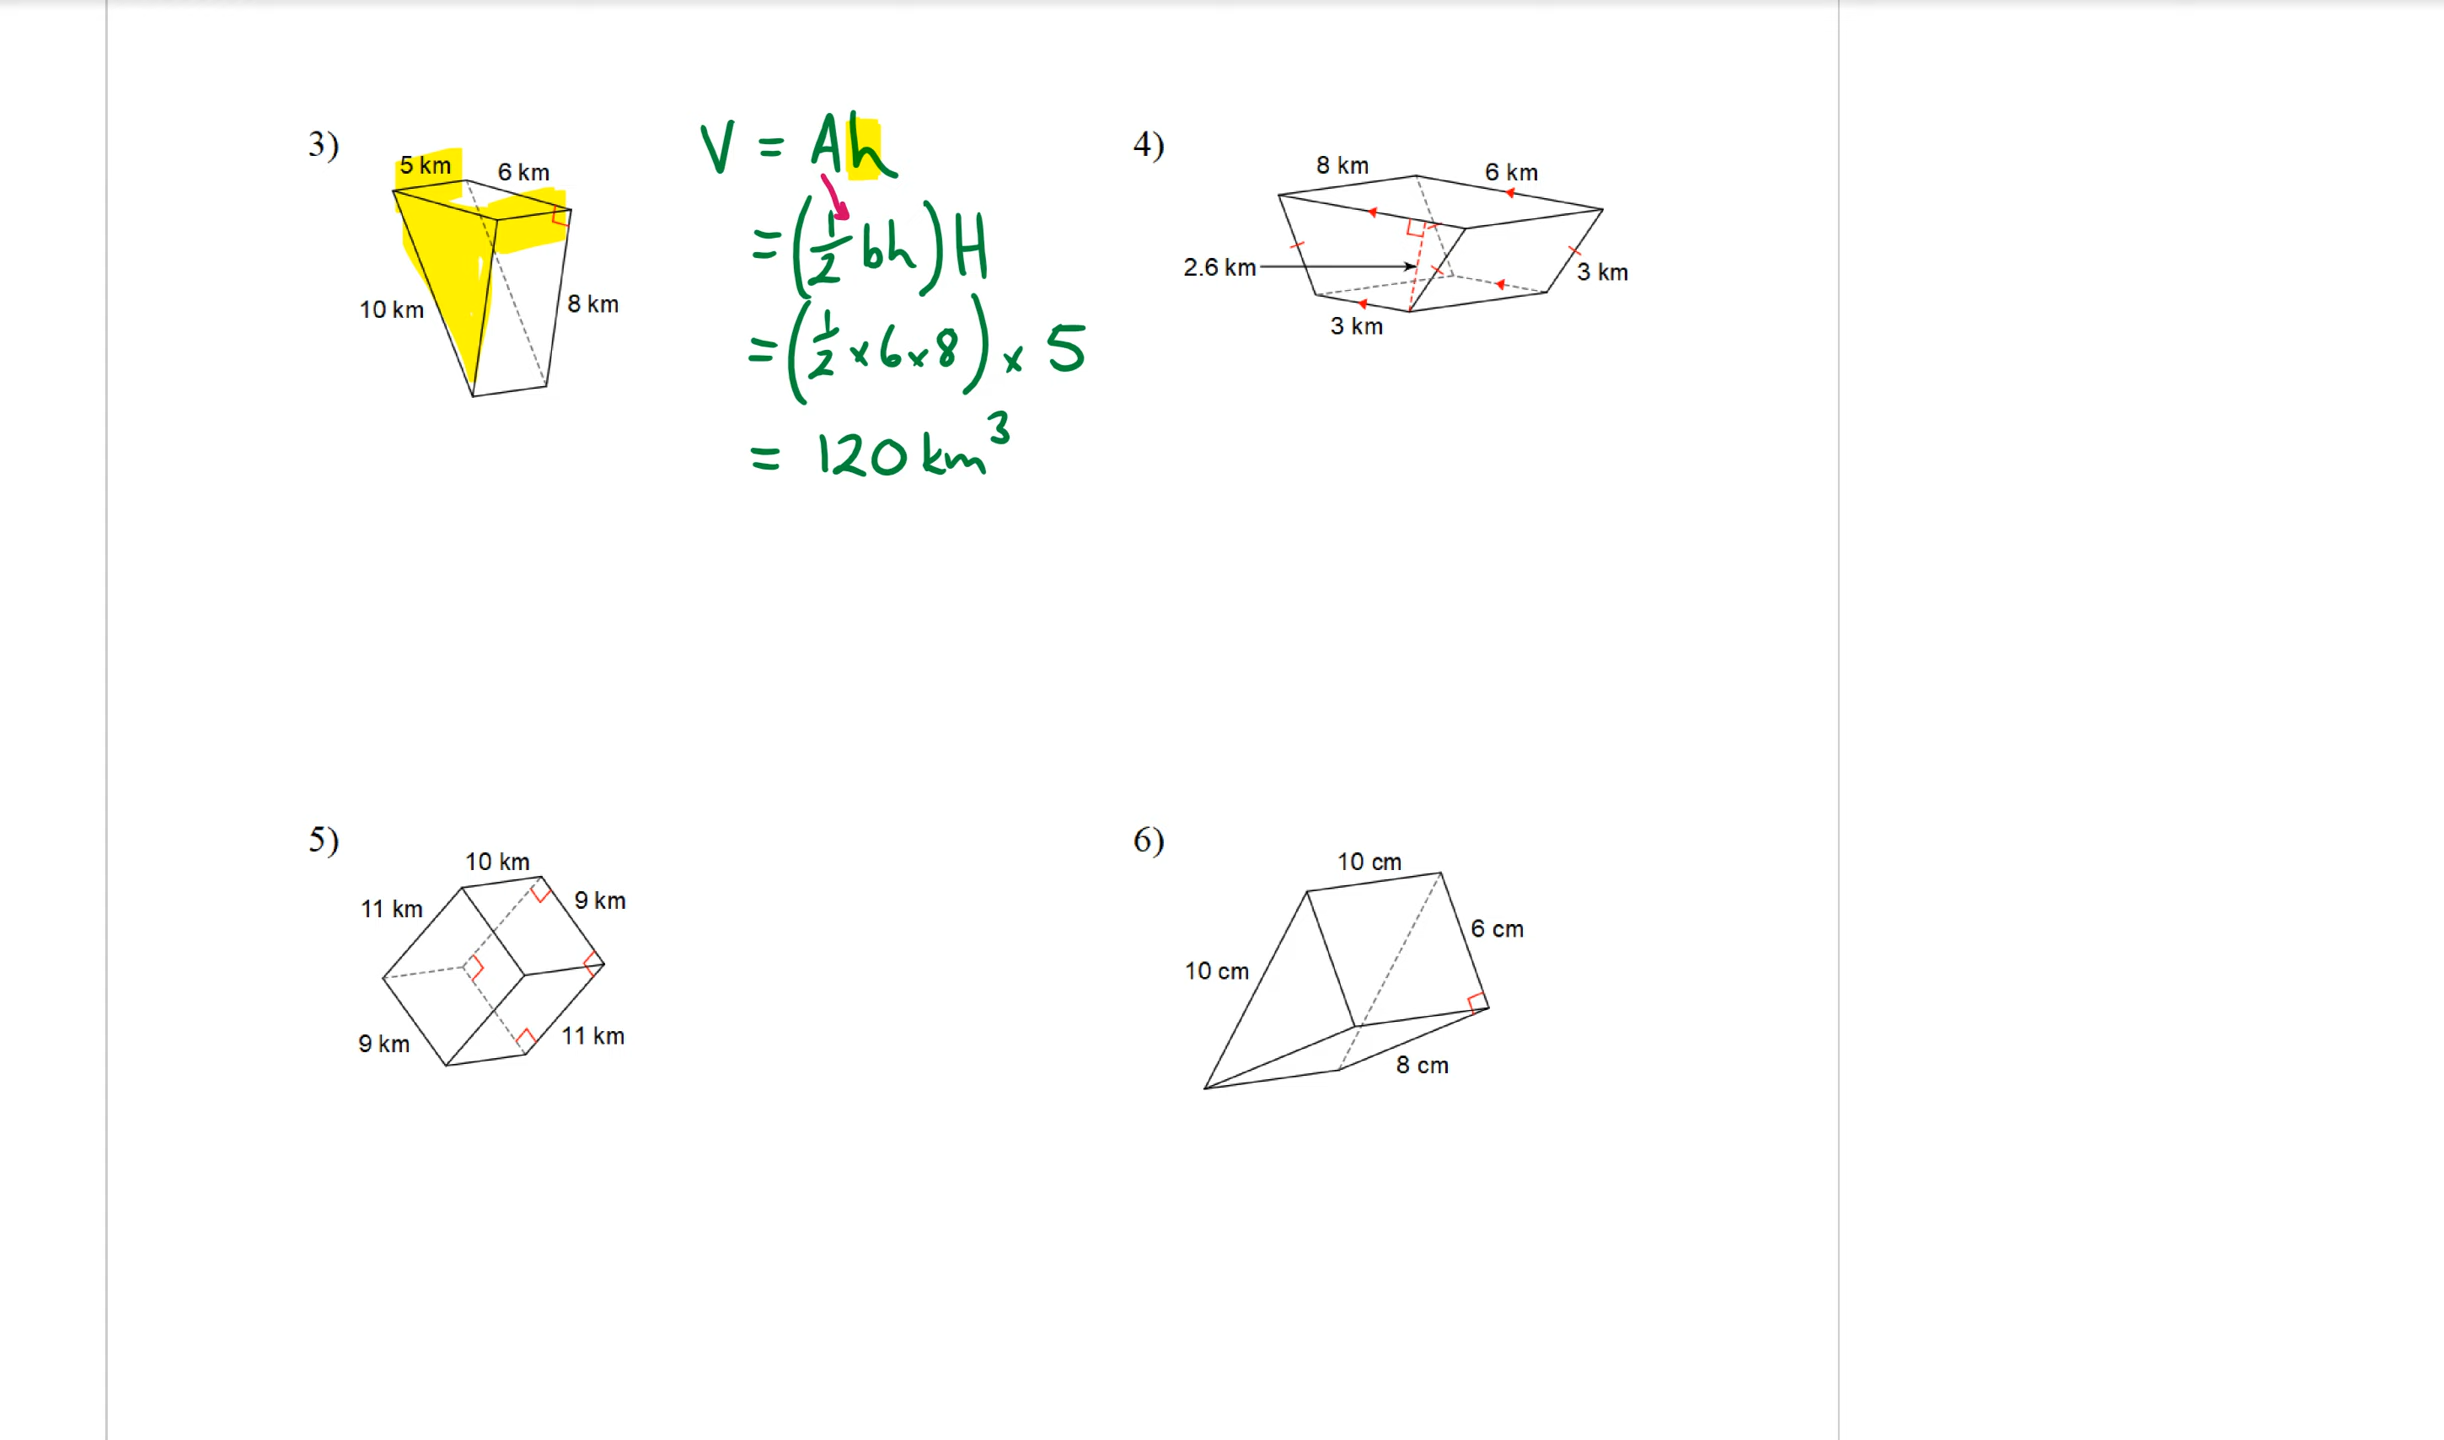 3)
5 km
6 km
10 km
8 km
V = Ah
= (1/2 bh) H
= (1/2 × 6 × 8) × 5
= 120 km³
4)
8 km
6 km
2.6 km
3 km
3 km
5)
10 km
11 km
9 km
9 km
11 km
6)
10 cm
6 cm
10 cm
8 cm